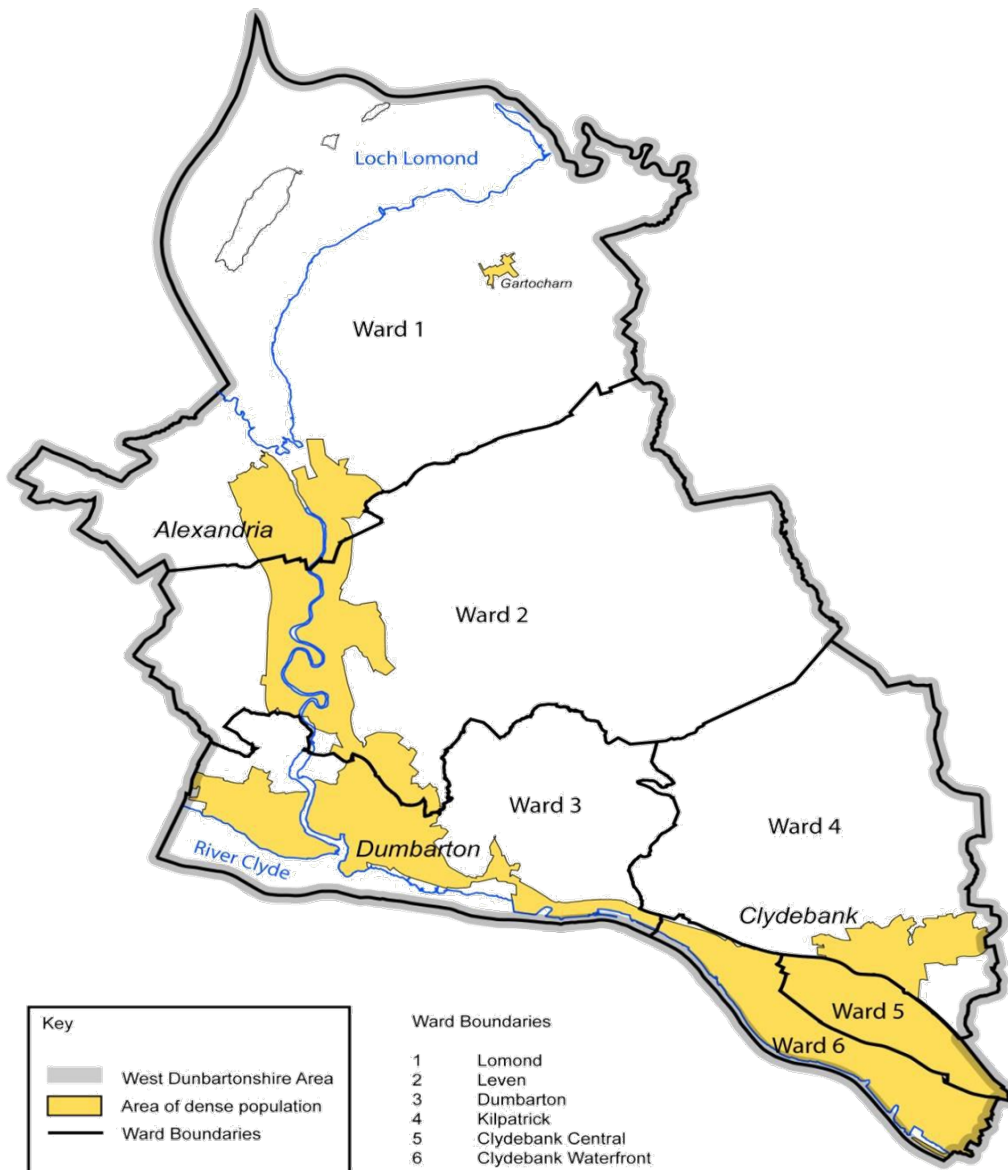 Loch Lomond
Gartocharn
Ward 1
Alexandria
Ward 2
Ward 3
Ward 4
Dumbarton
River Clyde
Clydebank
Ward 5
Ward 6
Key
West Dunbartonshire Area
Area of dense population
Ward Boundaries
Ward Boundaries
1 Lomond
2 Leven
3 Dumbarton
4 Kilpatrick
5 Clydebank Central
6 Clydebank Waterfront